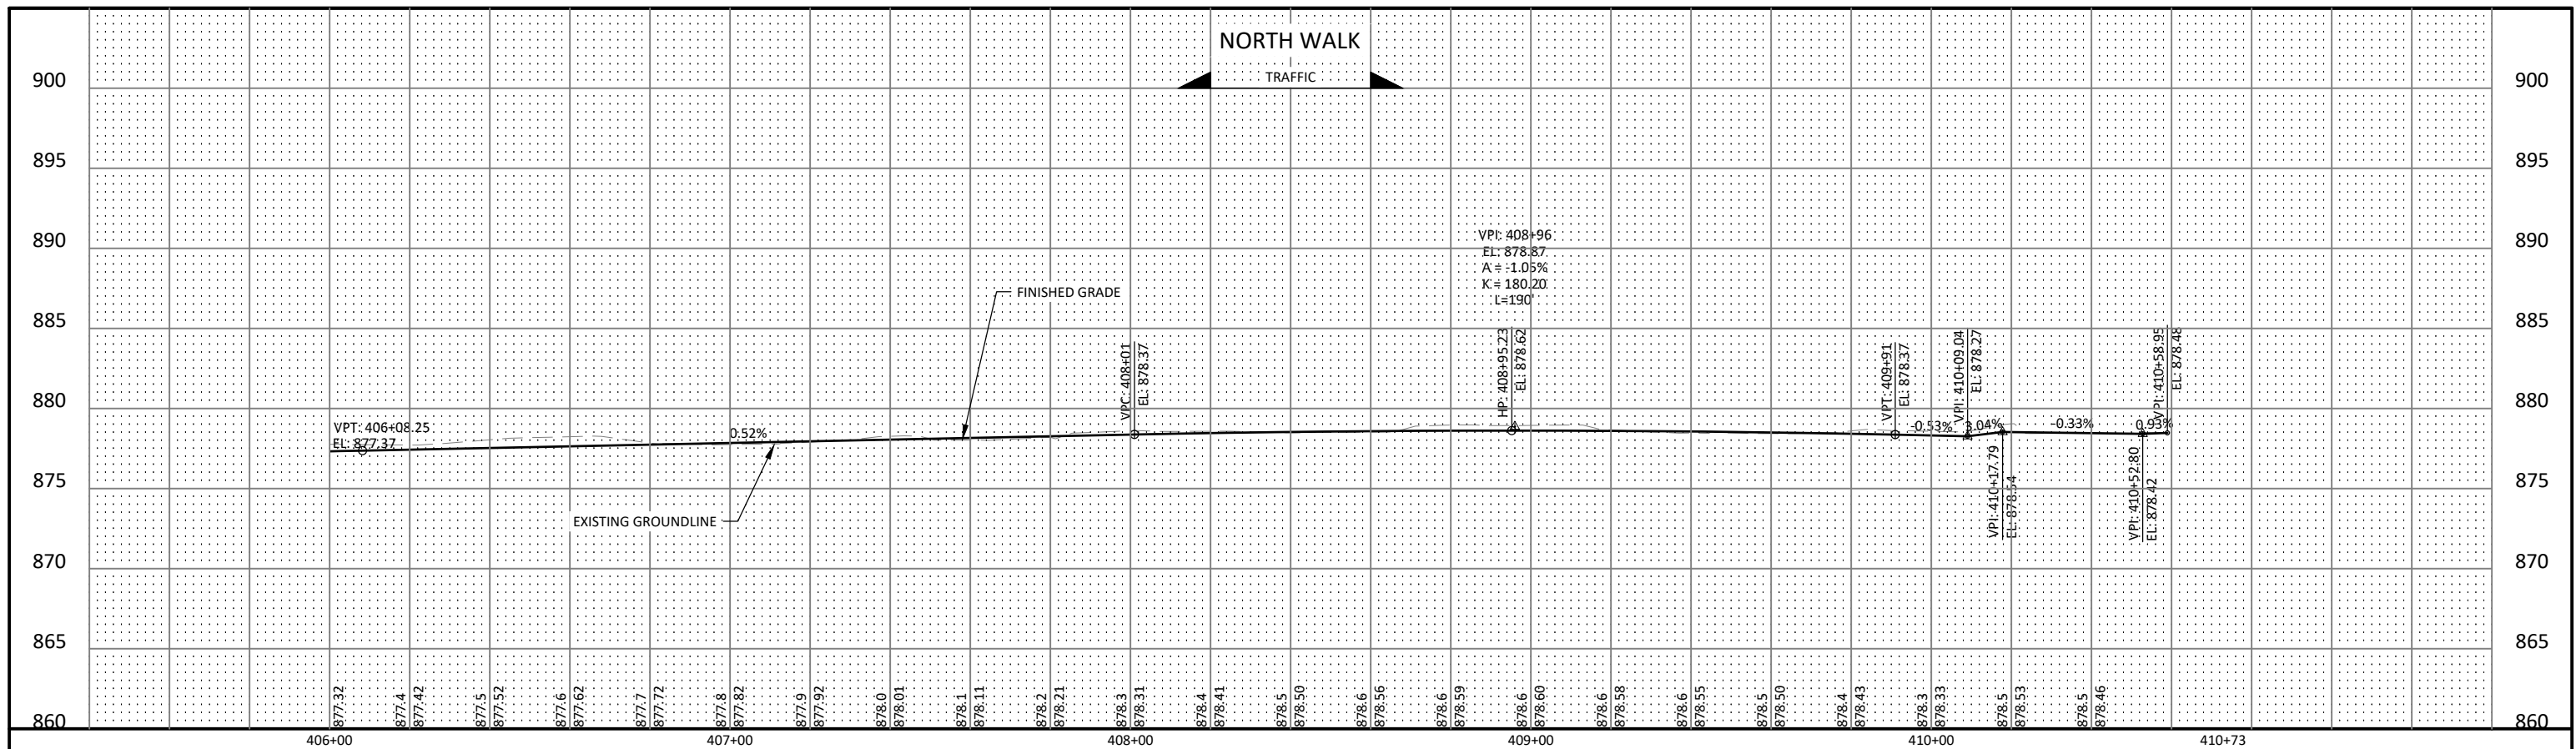 NORTH WALK
TRAFFIC
900
900
895
895
890
890
VPI: 408+96
EL: 878.87
A = -1.05%
K = 180.20
L=190'
FINISHED GRADE
885
885
VPC: 408+01
EL: 878.37
HP: 408+95.23
EL: 878.62
VPT: 409+91
EL: 878.37
VPI: 410+09.04
EL: 878.27
VPI: 410+58.95
EL: 878.48
880
880
VPT: 406+08.25
EL: 877.37
0.52%
-0.53%
3.04%
-0.33%
0.93%
EXISTING GROUNDLINE
VPI: 410+17.79
EL: 878.54
VPI: 410+52.80
EL: 878.42
875
875
870
870
865
865
877.32
877.4
877.42
877.5
877.52
877.6
877.62
877.7
877.72
877.8
877.82
877.9
877.92
878.0
878.01
878.1
878.11
878.2
878.21
878.3
878.31
878.4
878.41
878.5
878.50
878.6
878.56
878.6
878.59
878.6
878.60
878.6
878.58
878.6
878.55
878.5
878.50
878.4
878.43
878.3
878.33
878.5
878.53
878.5
878.46
860
860
406+00
407+00
408+00
409+00
410+00
410+73